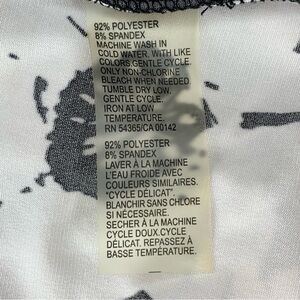 92% POLYESTER
8% SPANDEX
MACHINE WASH IN
COLD WATER. WITH LIKE
COLORS GENTLE CYCLE.
ONLY NON-CHLORINE
BLEACH WHEN NEEDED.
TUMBLE DRY LOW.
GENTLE CYCLE.
IRON AT LOW
TEMPERATURE.
RN 54365/CA 00142
92% POLYESTER
8% SPANDEX
LAVER À LA MACHINE
L'EAU FROIDE AVEC
COULEURS SIMILAIRES.
"CYCLE DÉLICAT".
BLANCHIR SANS CHLORE
SI NÉCESSAIRE.
SECHER À LA MACHINE
CYCLE DOUX.CYCLE
DÉLICAT. REPASSEZ À
BASSE TEMPÉRATURE.